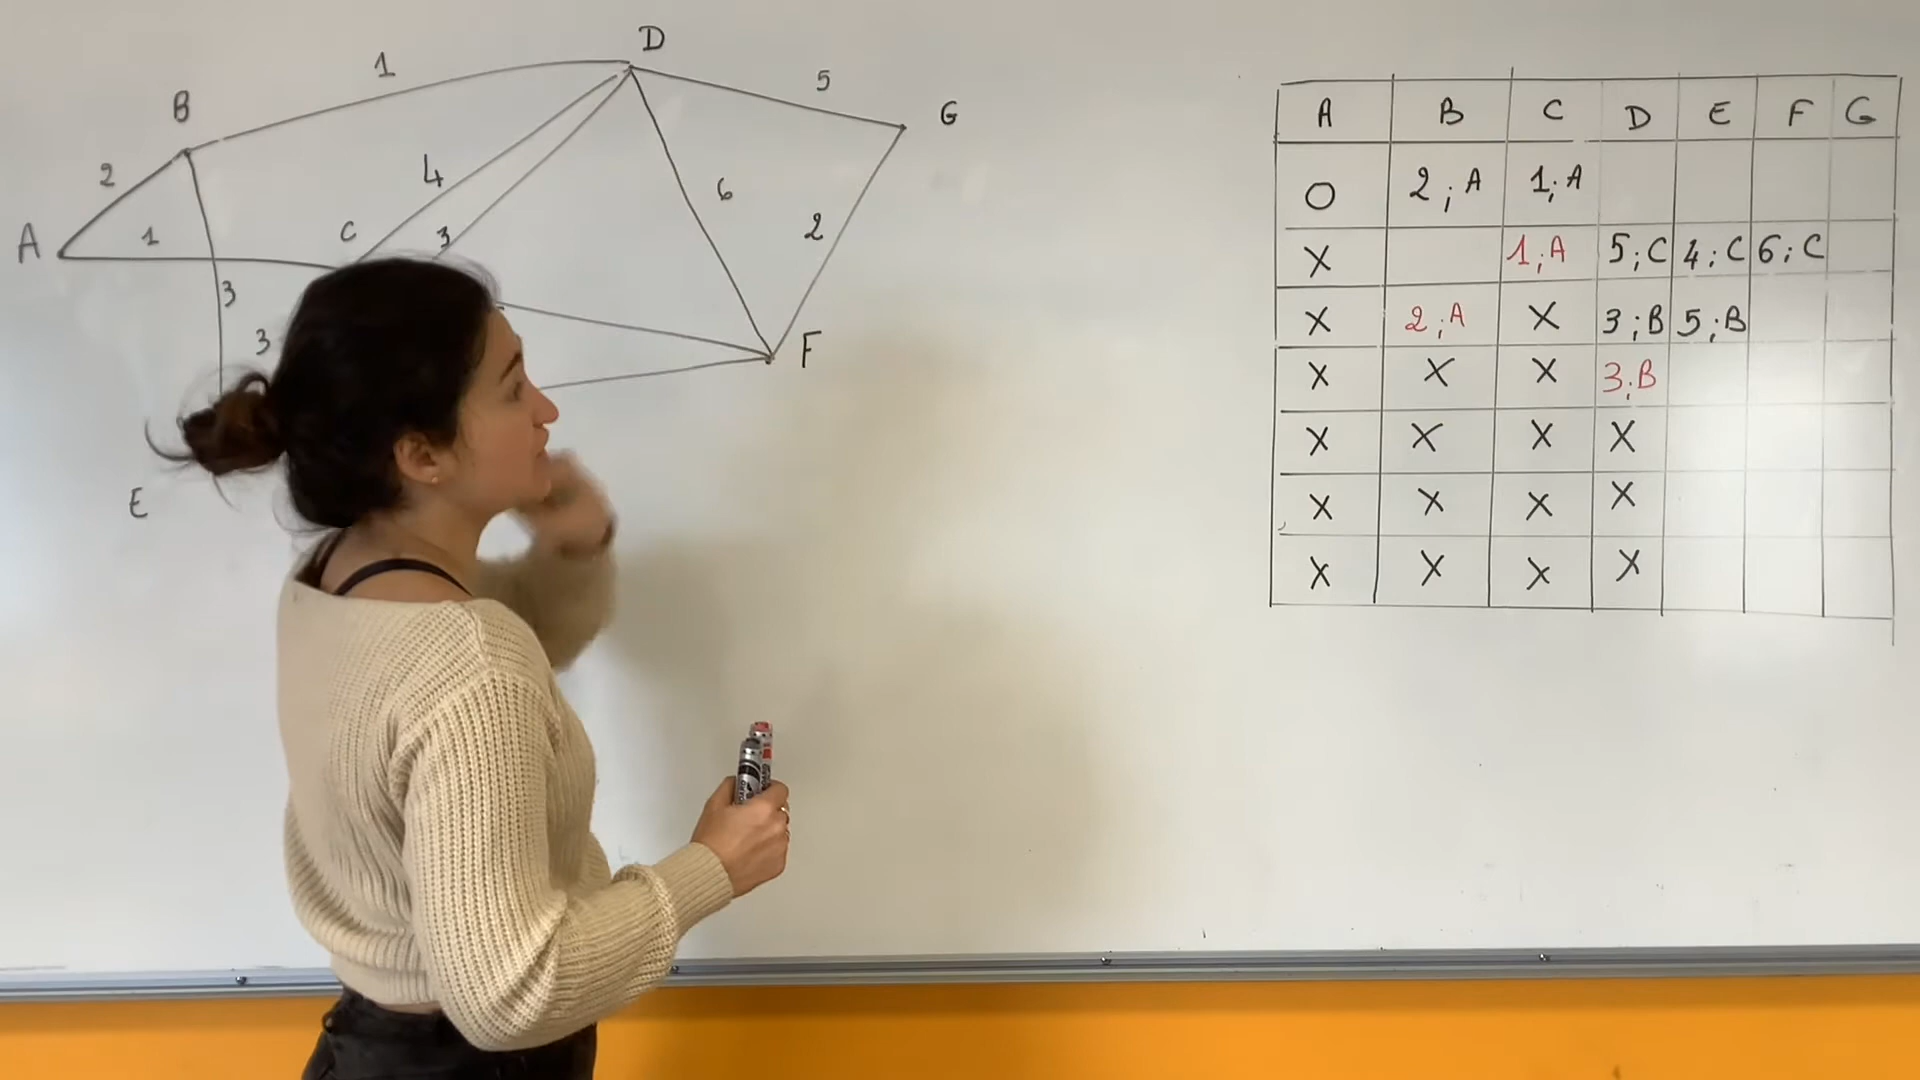 D
1
5
B
G
4
2
6
C
A
1
3
2
3
3
F
E
A B C D E F G
0 2;A 1;A
X 1;A 5;C 4;C 6;C
X 2;A X 3;B 5;B
X X X 3;B
X X X X
X X X X
X X X X